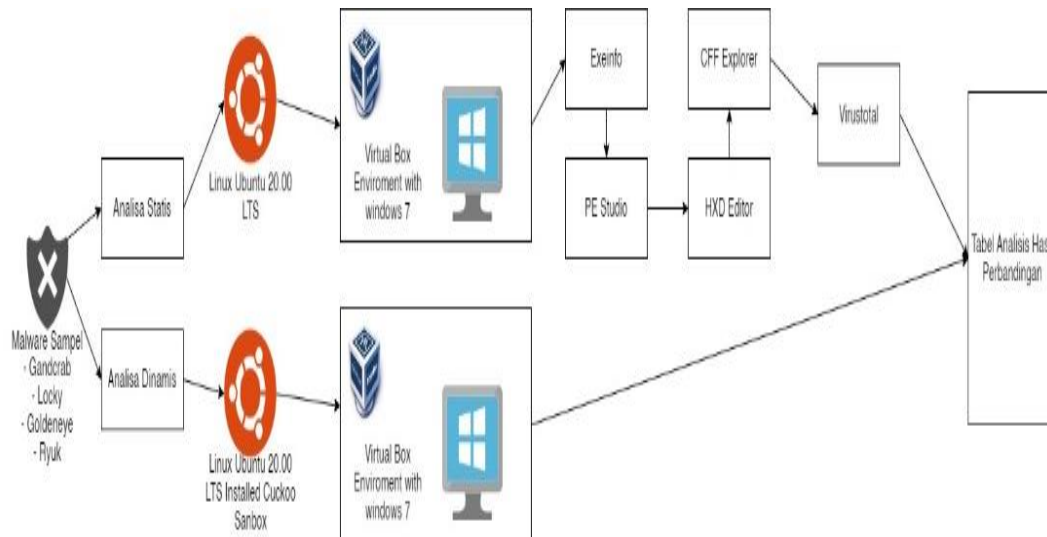 Malware Sampel
- Gandcrab
- Locky
- Goldeneye
- Ryuk
Analisa Statis
Linux Ubuntu 20.00
LTS
Virtual Box
Enviroment with
windows 7
Exeinfo
PE Studio
HXD Editor
CFF Explorer
Virustotal
Analisa Dinamis
Linux Ubuntu 20.00
LTS Installed Cuckoo
Sanbox
Virtual Box
Enviroment with
windows 7
Tabel Analisis Has
Perbandingan